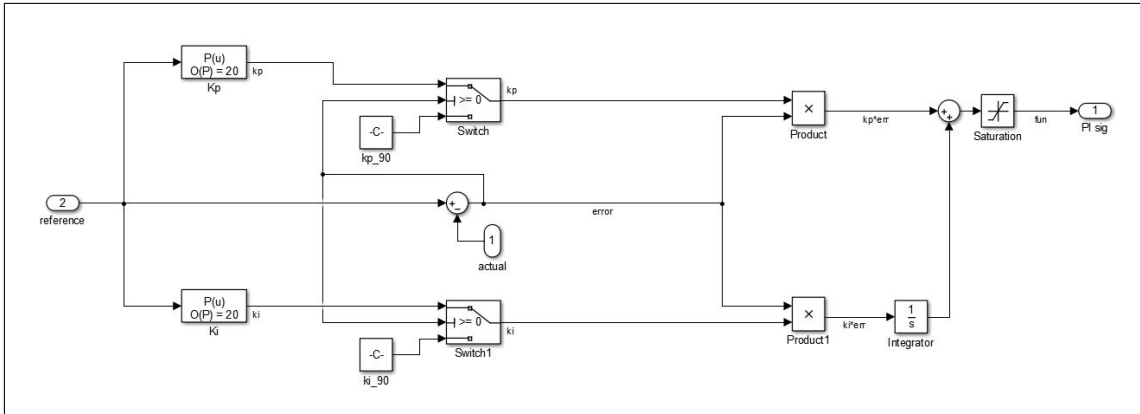 P(u)
O(P) = 20
Kp
kp
>= 0
Switch
kp
-C-
kp_90
×
Product
kp*err
+
+
Saturation
fun
1
PI sig
2
reference
+
−
error
1
actual
P(u)
O(P) = 20
Ki
ki
>= 0
Switch1
ki
-C-
ki_90
×
Product1
ki*err
1
s
Integrator